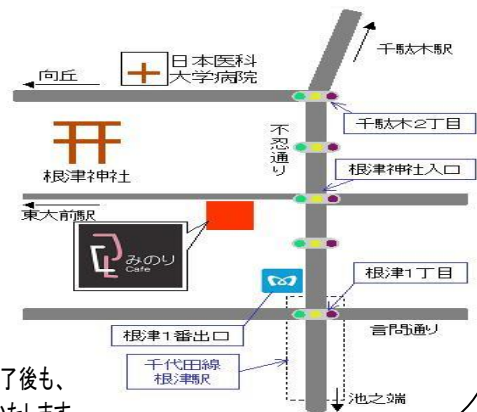 千駄木駅
日本医科
大学病院
向丘
千駄木2丁目
不忍通り
根津神社
根津神社入口
東大前駅
みのり
Cafe
根津1丁目
根津1番出口
言問通り
千代田線
根津駅
了後も、
池之端
いたします